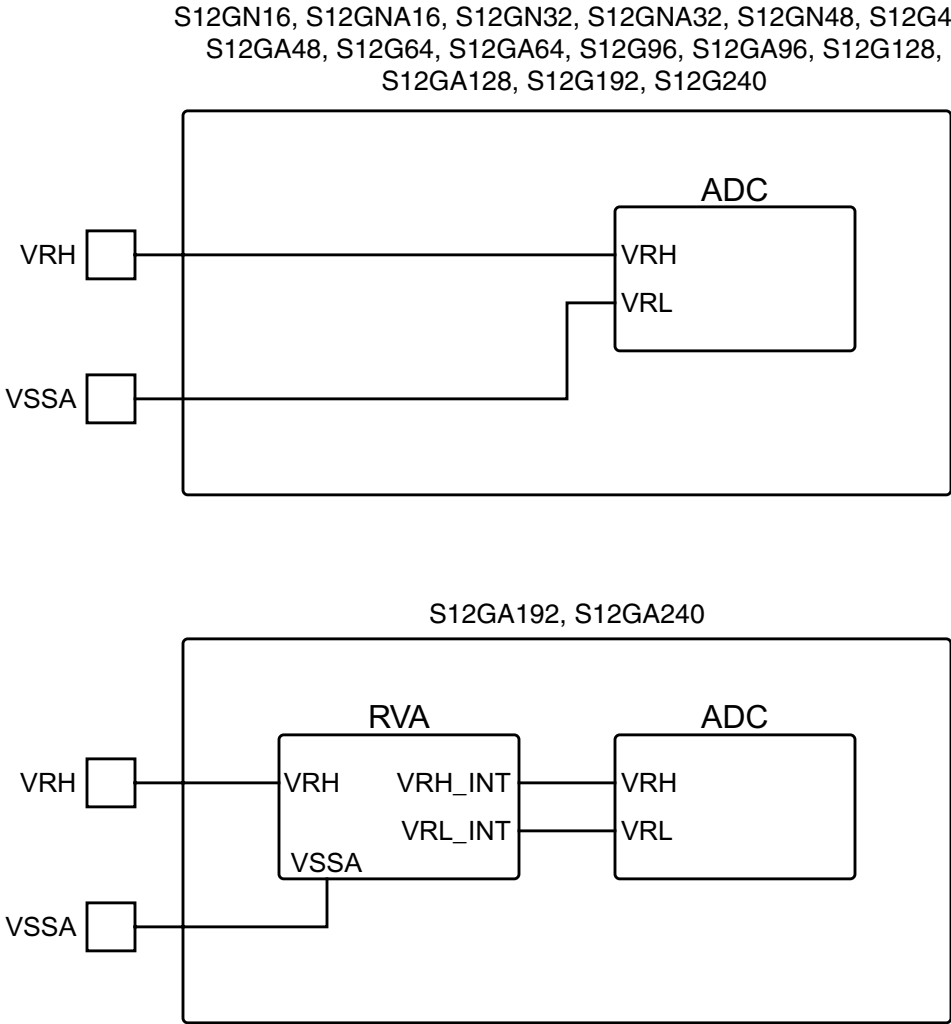 S12GN16, S12GNA16, S12GN32, S12GNA32, S12GN48, S12G4
S12GA48, S12G64, S12GA64, S12G96, S12GA96, S12G128,
S12GA128, S12G192, S12G240
ADC
VRH
VRH
VRL
VSSA
S12GA192, S12GA240
RVA
ADC
VRH
VRH
VRH_INT
VRH
VRL_INT
VRL
VSSA
VSSA